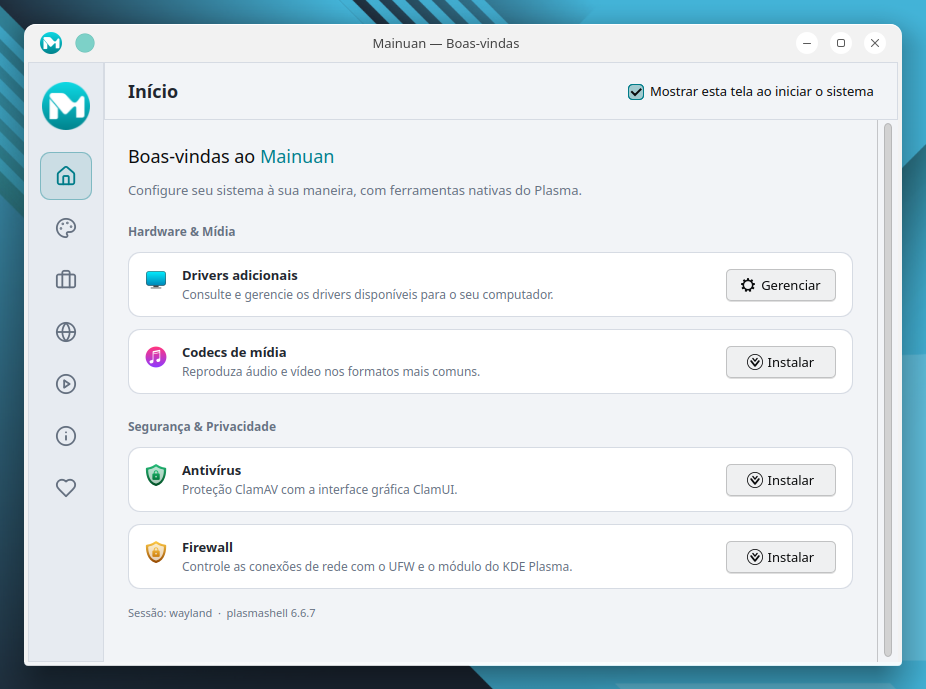 Mainuan — Boas-vindas
Início
Mostrar esta tela ao iniciar o sistema
Boas-vindas ao Mainuan
Configure seu sistema à sua maneira, com ferramentas nativas do Plasma.
Hardware & Mídia
Drivers adicionais
Consulte e gerencie os drivers disponíveis para o seu computador.
Gerenciar
Codecs de mídia
Reproduza áudio e vídeo nos formatos mais comuns.
Instalar
Segurança & Privacidade
Antivírus
Proteção ClamAV com a interface gráfica ClamUI.
Instalar
Firewall
Controle as conexões de rede com o UFW e o módulo do KDE Plasma.
Instalar
Sessão: wayland · plasmashell 6.6.7